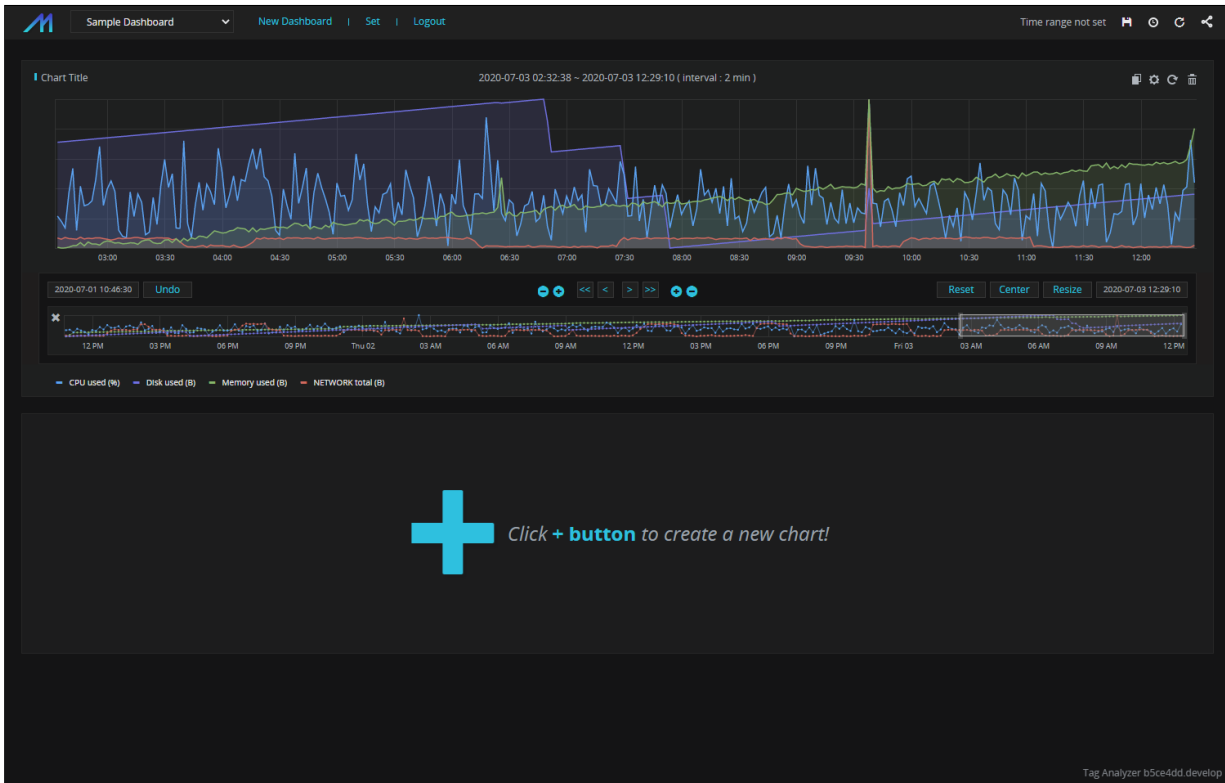 Sample Dashboard New Dashboard | Set | Logout Time range not set
Chart Title 2020-07-03 02:32:38 ~ 2020-07-03 12:29:10 ( interval : 2 min )
03:00 03:30 04:00 04:30 05:00 05:30 06:00 06:30 07:00 07:30 08:00 08:30 09:00 09:30 10:00 10:30 11:00 11:30 12:00
2020-07-01 10:46:30 Undo << < > >> Reset Center Resize 2020-07-03 12:29:10
12 PM 03 PM 06 PM 09 PM Thu 02 03 AM 06 AM 09 AM 12 PM 03 PM 06 PM 09 PM Fri 03 03 AM 06 AM 09 AM 12 PM
CPU used (%) Disk used (B) Memory used (B) NETWORK total (B)
Click + button to create a new chart!
Tag Analyzer b5ce4dd.develop